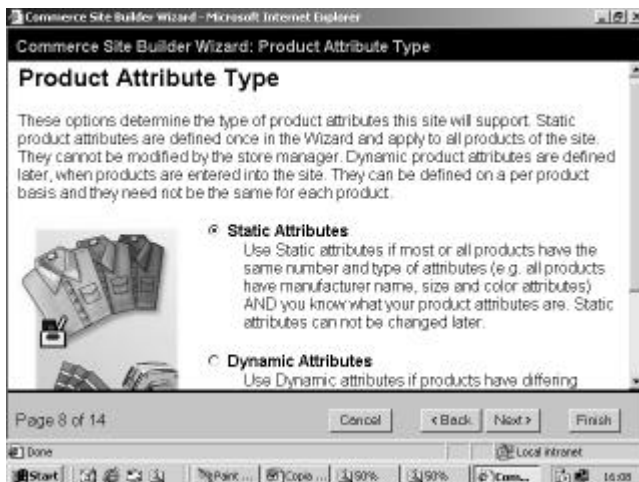 Commerce Site Builder Wizard - Microsoft Internet Explorer
Commerce Site Builder Wizard: Product Attribute Type
Product Attribute Type
These options determine the type of product attributes this site will support. Static
product attributes are defined once in the Wizard and apply to all products of the site.
They cannot be modified by the store manager. Dynamic product attributes are defined
later, when products are entered into the site. They can be defined on a per product
basis and they need not be the same for each product.
Static Attributes
Use Static attributes if most or all products have the
same number and type of attributes (e.g. all products
have manufacturer name, size and color attributes)
AND you know what your product attributes are. Static
attributes can not be changed later.
Dynamic Attributes
Use Dynamic attributes if products have differing
Page 8 of 14
Cancel < Back Next > Finish
Done Local intranet
Start Paint ... Copia ... 50% 50% Com... 16:08